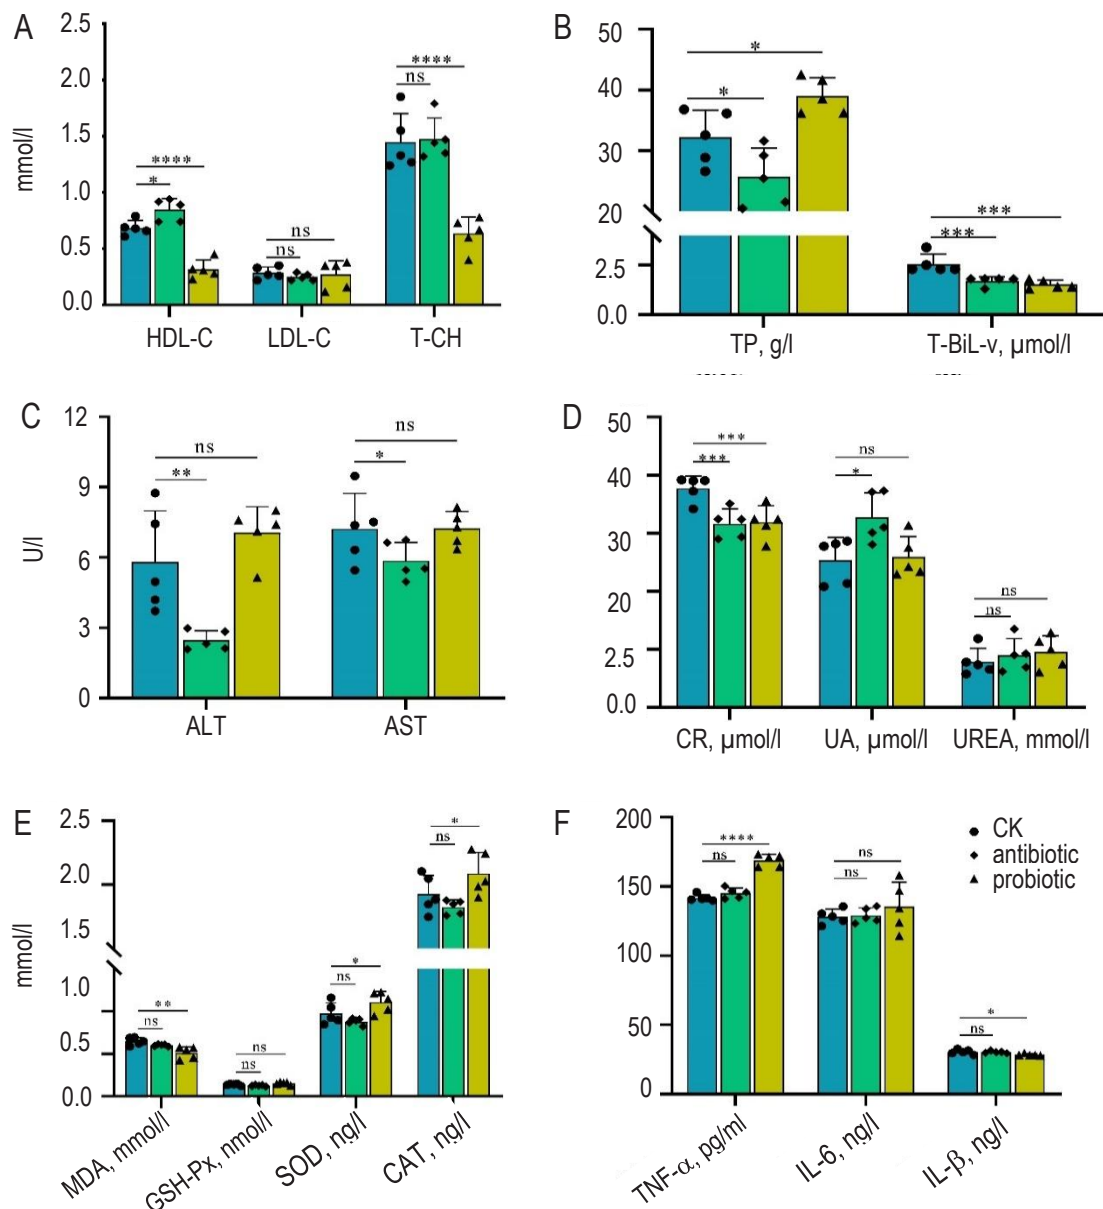 A
mmol/l
2.5
2.0
1.5
1.0
0.5
0.0
****
*
ns
ns
****
ns
HDL-C
LDL-C
T-CH
B
50
40
30
20
2.5
0.0
*
*
***
***
TP, g/l
T-BiL-v, µmol/l
C
U/l
12
9
6
3
0
ns
**
ns
*
ALT
AST
D
50
40
30
20
2.5
0.0
***
***
ns
*
ns
ns
CR, µmol/l
UA, µmol/l
UREA, mmol/l
E
mmol/l
2.5
2.0
1.5
1.0
0.5
0.0
**
ns
ns
ns
*
ns
*
ns
MDA, mmol/l
GSH-Px, nmol/l
SOD, ng/l
CAT, ng/l
F
200
150
100
50
0
****
ns
ns
ns
*
ns
CK
antibiotic
probiotic
TNF-α, pg/ml
IL-6, ng/l
IL-β, ng/l